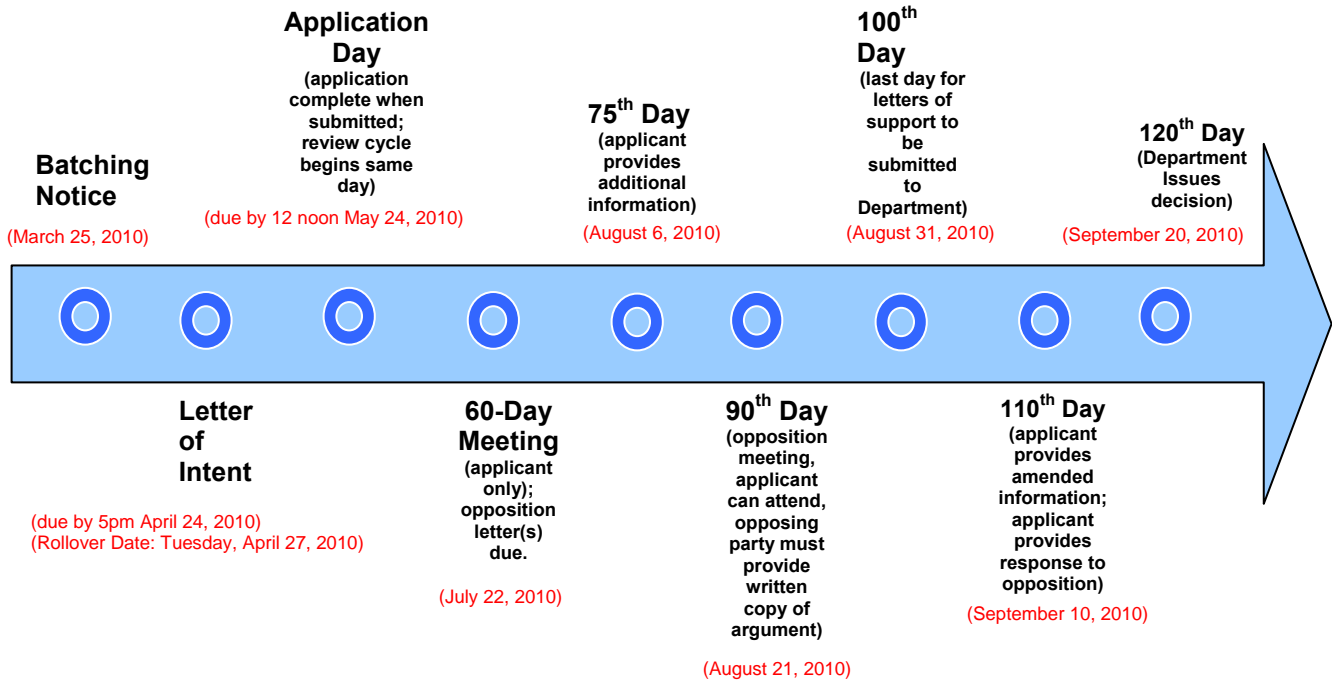 Batching
Notice
(March 25, 2010)
Letter
of
Intent
(due by 5pm April 24, 2010)
(Rollover Date: Tuesday, April 27, 2010)
Application
Day
(application
complete when
submitted;
review cycle
begins same
day)
(due by 12 noon May 24, 2010)
60-Day
Meeting
(applicant
only);
opposition
letter(s)
due.
(July 22, 2010)
75th Day
(applicant
provides
additional
information)
(August 6, 2010)
90th Day
(opposition
meeting,
applicant
can attend,
opposing
party must
provide
written
copy of
argument)
(August 21, 2010)
100th
Day
(last day for
letters of
support to
be
submitted
to
Department)
(August 31, 2010)
110th Day
(applicant
provides
amended
information;
applicant
provides
response to
opposition)
(September 10, 2010)
120th Day
(Department
Issues
decision)
(September 20, 2010)